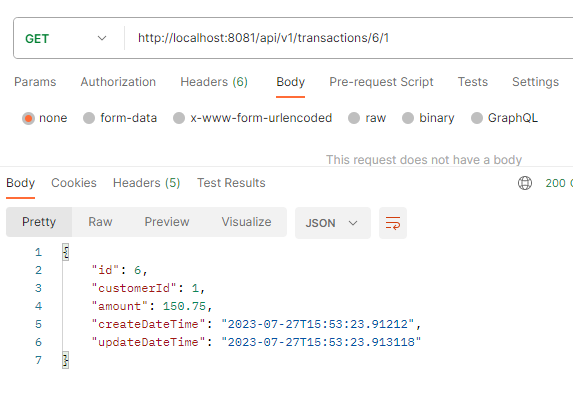 GET http://localhost:8081/api/v1/transactions/6/1
Params Authorization Headers (6) Body Pre-request Script Tests Settings
none form-data x-www-form-urlencoded raw binary GraphQL
This request does not have a body
Body Cookies Headers (5) Test Results 200
Pretty Raw Preview Visualize JSON
1 {
2 "id": 6,
3 "customerId": 1,
4 "amount": 150.75,
5 "createDateTime": "2023-07-27T15:53:23.91212",
6 "updateDateTime": "2023-07-27T15:53:23.913118"
7 }